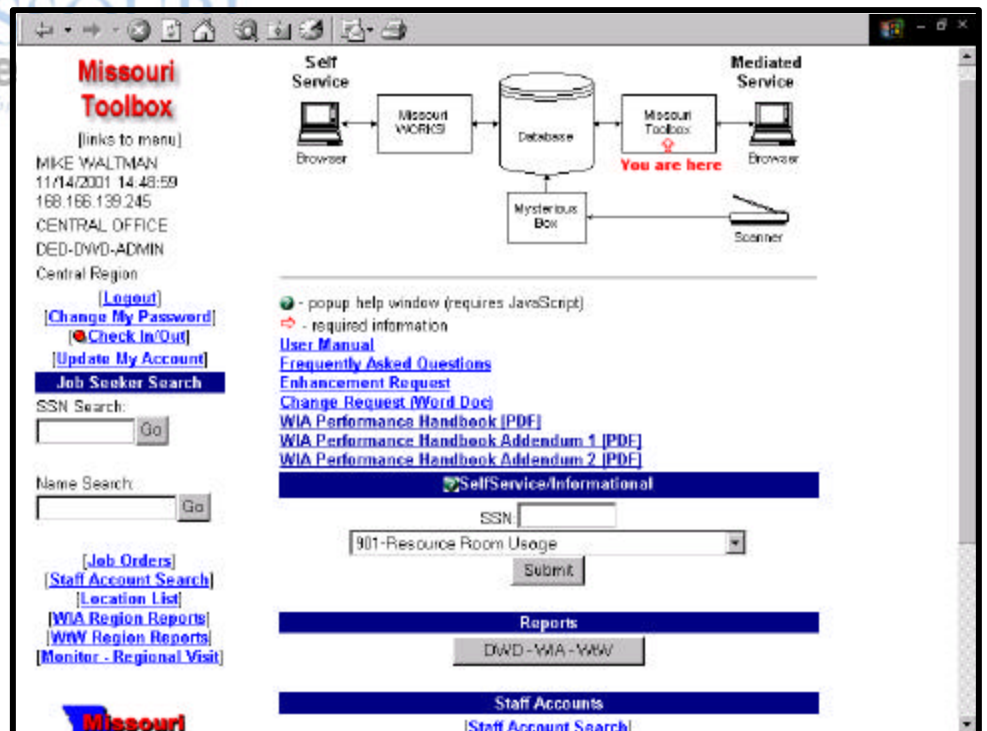 Missouri
Toolbox
[links to menu]
MIKE WALTMAN
11/14/2001 14:48:59
168.166.139.245
CENTRAL OFFICE
DED-DWD-ADMIN
Central Region
[Logout]
[Change My Password]
[Check In/Out]
[Update My Account]
Job Seeker Search
SSN Search:
Go
Name Search:
Go
[Job Orders]
[Staff Account Search]
[Location List]
[WIA Region Reports]
[WtW Region Reports]
[Monitor - Regional Visit]
Missouri
Self
Service
Mediated
Service
Missouri
WORKS!
Database
Missouri
Toolbox
You are here
Browser
Browser
Mysterious
Box
Scanner
- popup help window (requires JavaScript)
- required information
User Manual
Frequently Asked Questions
Enhancement Request
Change Request (Word Doc)
WIA Performance Handbook [PDF]
WIA Performance Handbook Addendum 1 [PDF]
WIA Performance Handbook Addendum 2 [PDF]
SelfService/Informational
SSN:
901-Resource Room Usage
Submit
Reports
DWD - WIA - WtW
Staff Accounts
[Staff Account Search]